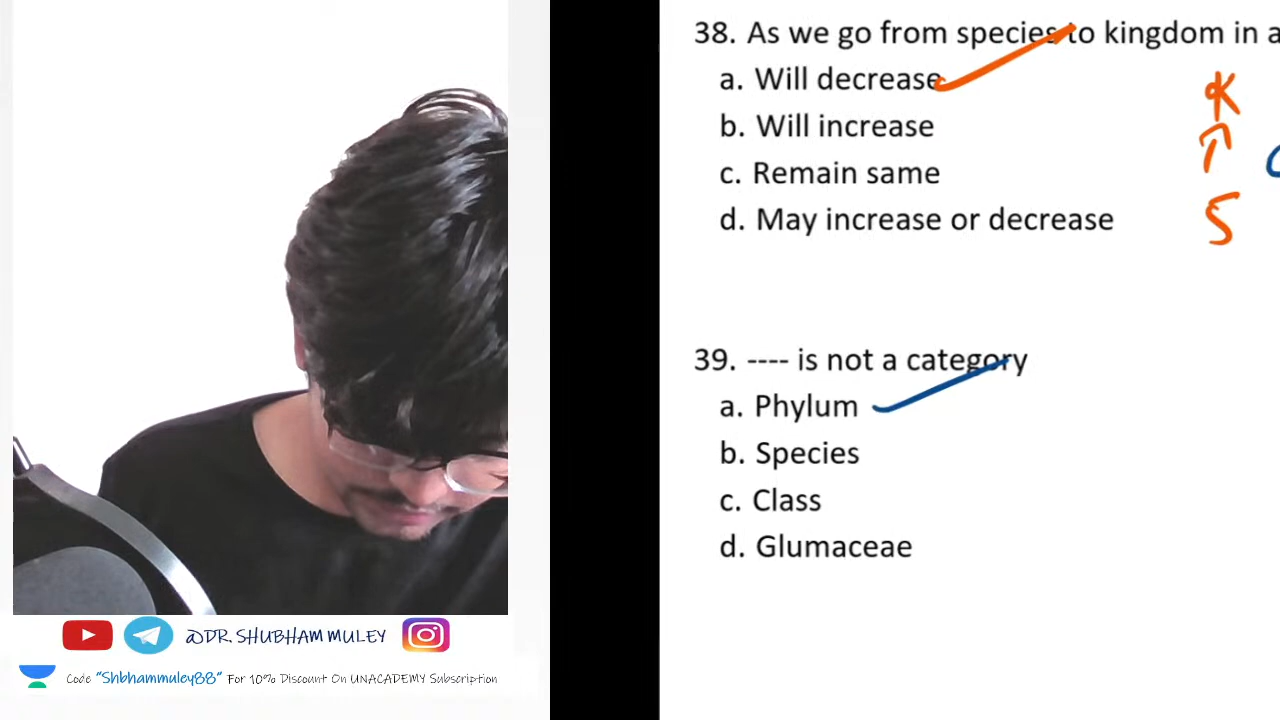 38. As we go from species to kingdom in a
a. Will decrease
b. Will increase
c. Remain same
d. May increase or decrease
K
↑
S
39. ---- is not a category
a. Phylum
b. Species
c. Class
d. Glumaceae
@DR. SHUBHAM MULEY
Code "Shbhammuley88" For 10% Discount On UNACADEMY Subscription